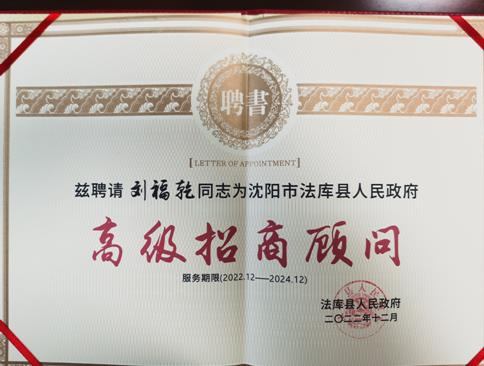 聘書
LETTER OF APPOINTMENT
兹聘请 刘福乾 同志为沈阳市法库县人民政府
高级招商顾问
服务期限(2022.12——2024.12)
法库县人民政府
二〇二二年十二月